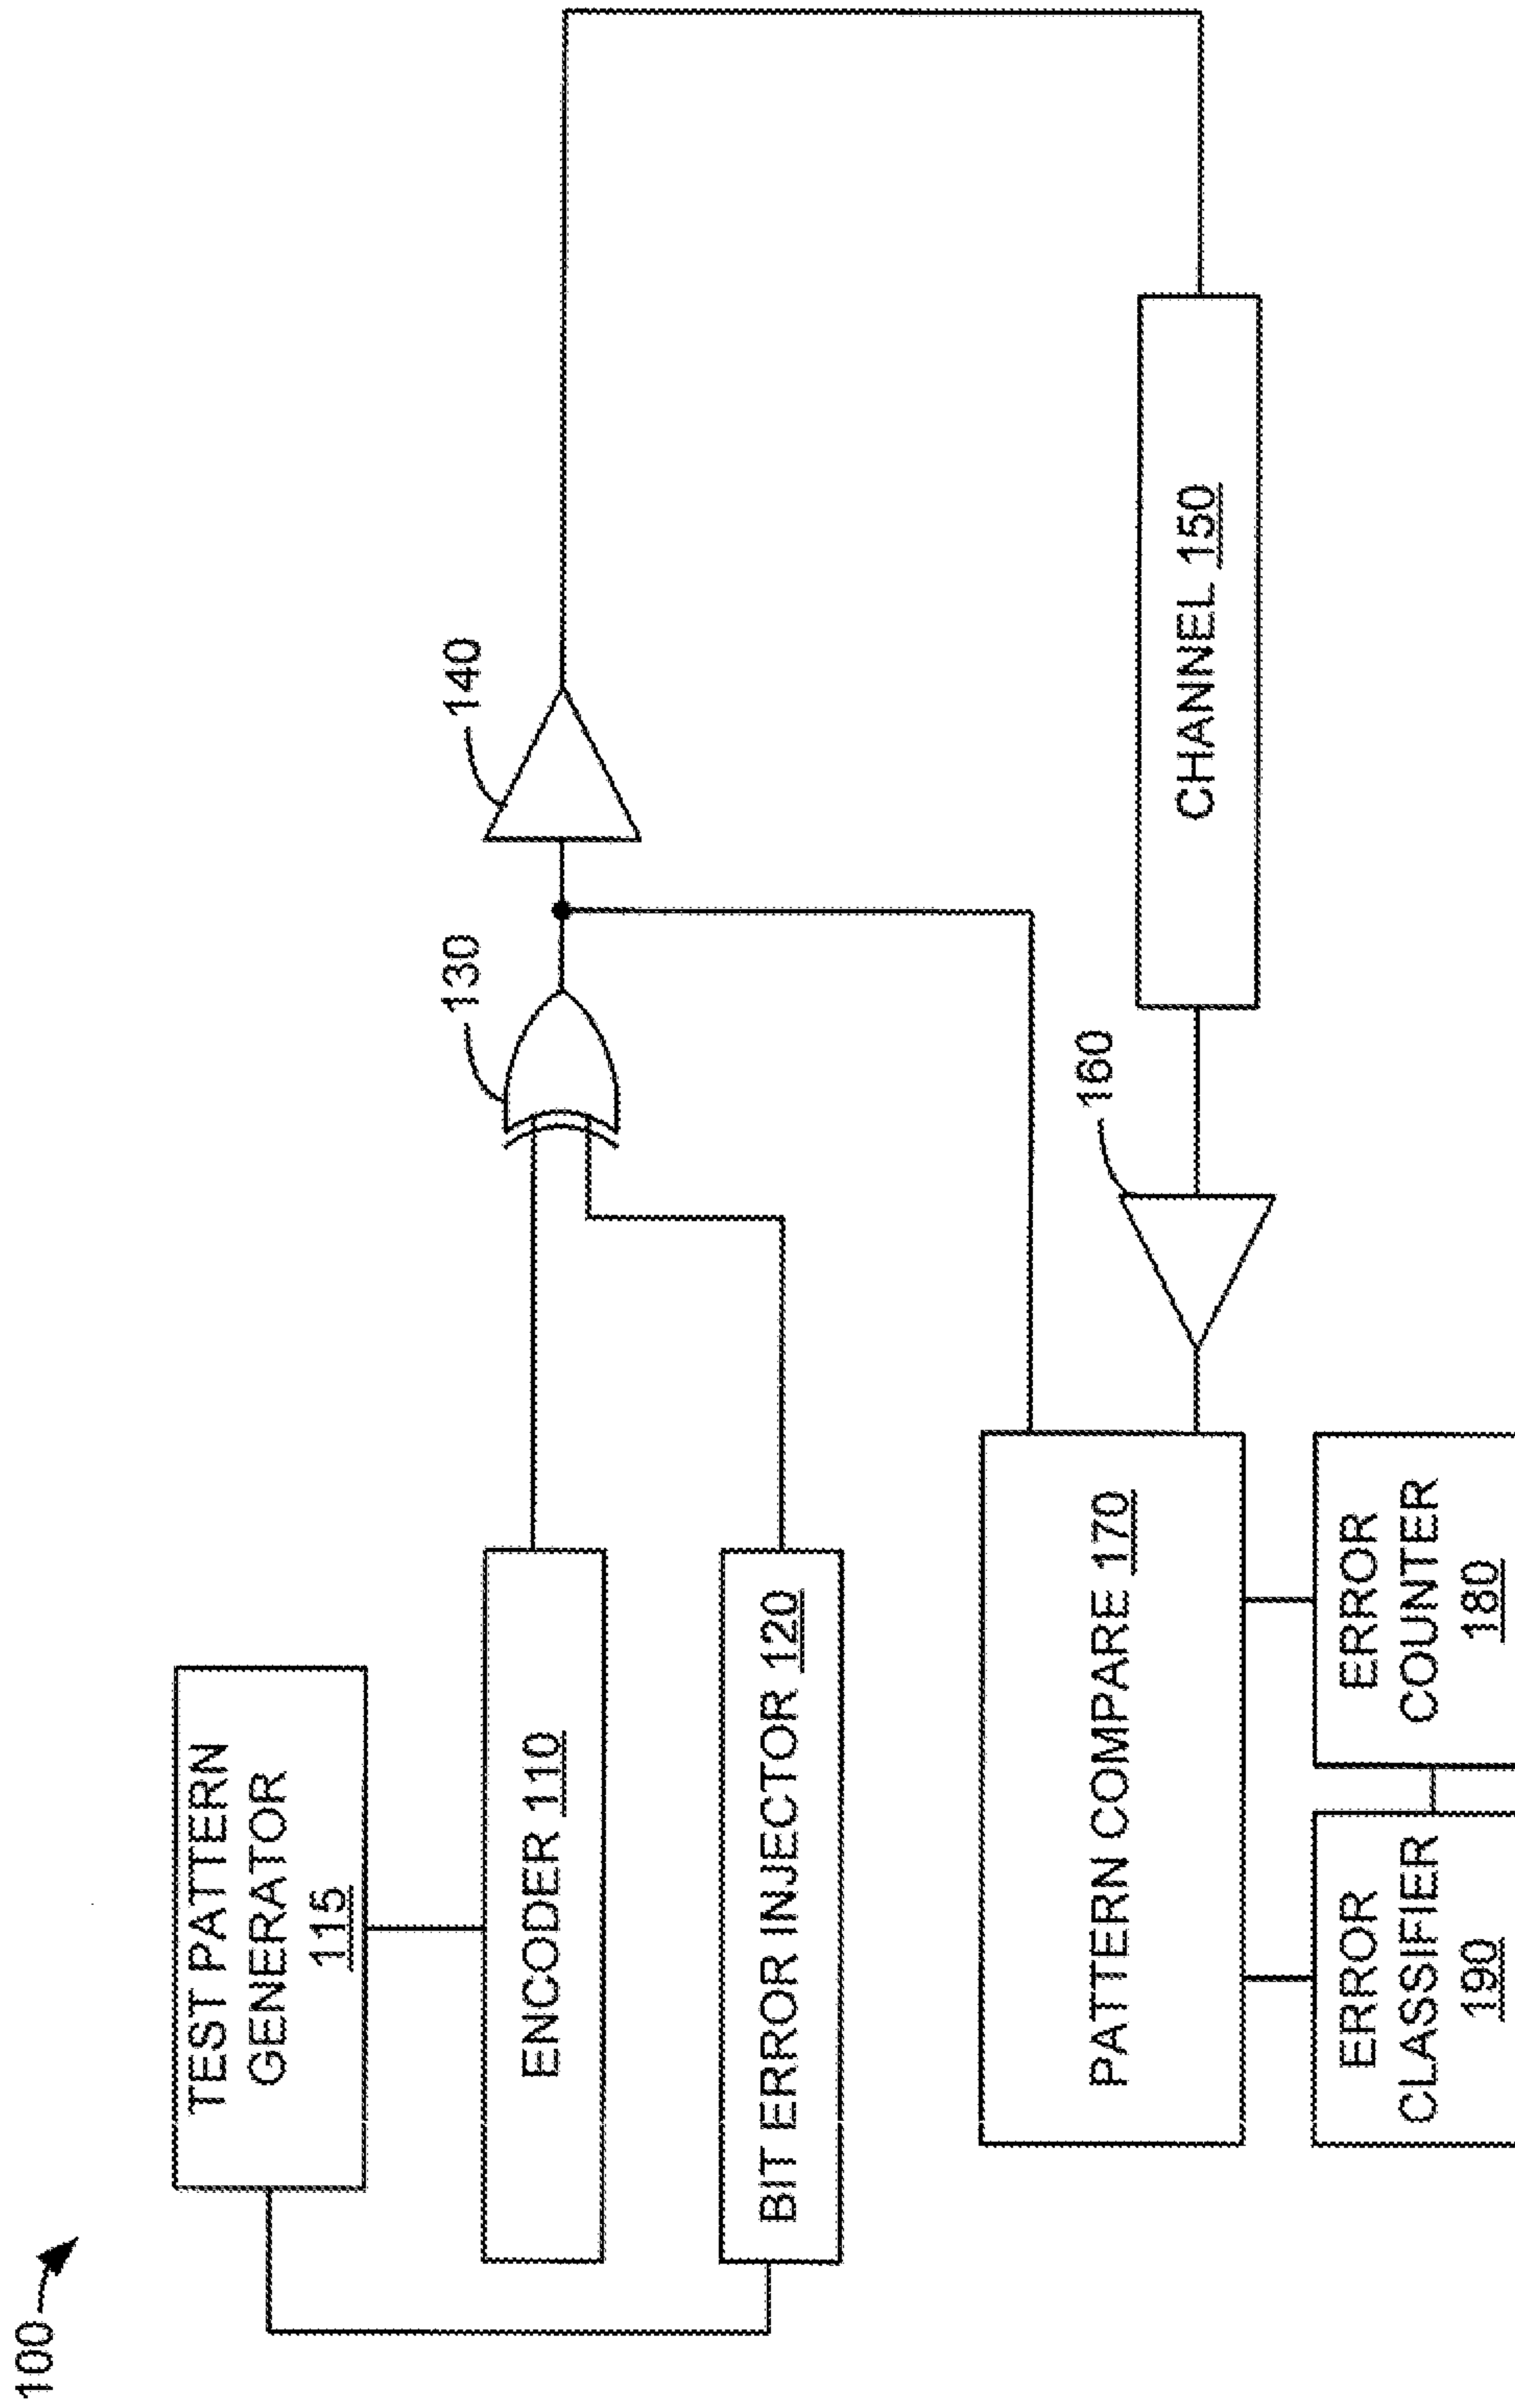 100
TEST PATTERN
GENERATOR
115
ENCODER 110
BIT ERROR INJECTOR 120
130
140
PATTERN COMPARE 170
160
CHANNEL 150
ERROR
CLASSIFIER
190
ERROR
COUNTER
180